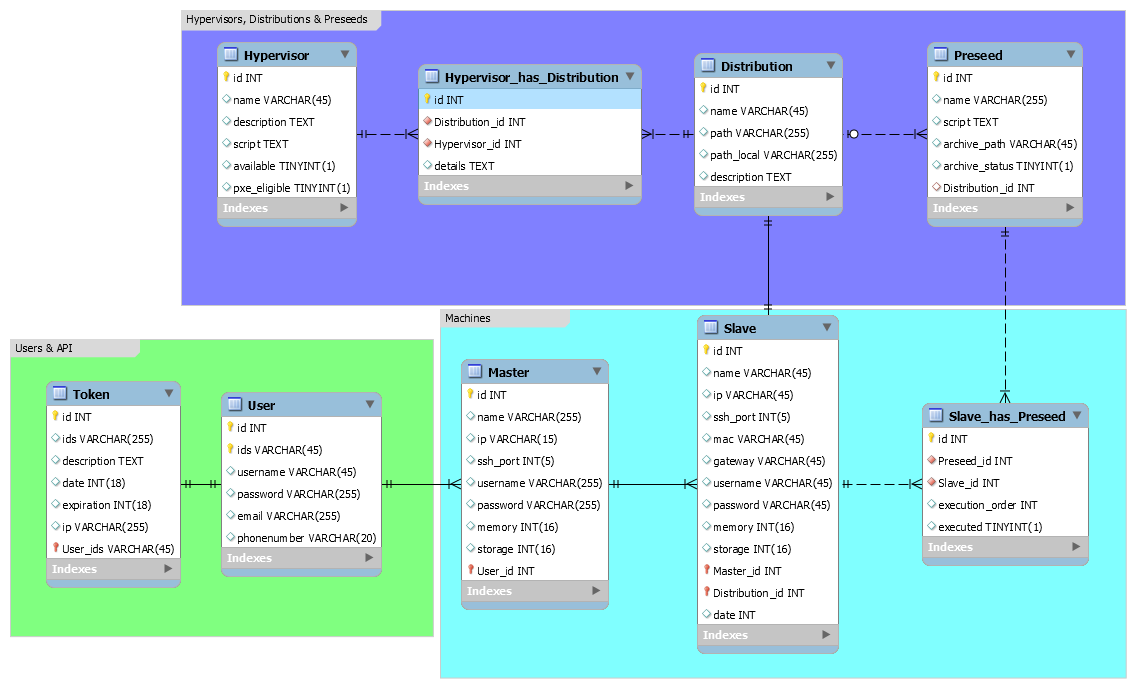 Hypervisors, Distributions & Preseeds
Hypervisor
id INT
name VARCHAR(45)
description TEXT
script TEXT
available TINYINT(1)
pxe_eligible TINYINT(1)
Indexes
Hypervisor_has_Distribution
id INT
Distribution_id INT
Hypervisor_id INT
details TEXT
Indexes
Distribution
id INT
name VARCHAR(45)
path VARCHAR(255)
path_local VARCHAR(255)
description TEXT
Indexes
Preseed
id INT
name VARCHAR(255)
script TEXT
archive_path VARCHAR(45)
archive_status TINYINT(1)
Distribution_id INT
Indexes
Users & API
Token
id INT
ids VARCHAR(255)
description TEXT
date INT(18)
expiration INT(18)
ip VARCHAR(255)
User_ids VARCHAR(45)
Indexes
User
id INT
ids VARCHAR(45)
username VARCHAR(45)
password VARCHAR(255)
email VARCHAR(255)
phonenumber VARCHAR(20)
Indexes
Machines
Master
id INT
name VARCHAR(255)
ip VARCHAR(15)
ssh_port INT(5)
username VARCHAR(255)
password VARCHAR(255)
memory INT(16)
storage INT(16)
User_id INT
Indexes
Slave
id INT
name VARCHAR(45)
ip VARCHAR(45)
ssh_port INT(5)
mac VARCHAR(45)
gateway VARCHAR(45)
username VARCHAR(45)
password VARCHAR(45)
memory INT(16)
storage INT(16)
Master_id INT
Distribution_id INT
date INT
Indexes
Slave_has_Preseed
id INT
Preseed_id INT
Slave_id INT
execution_order INT
executed TINYINT(1)
Indexes